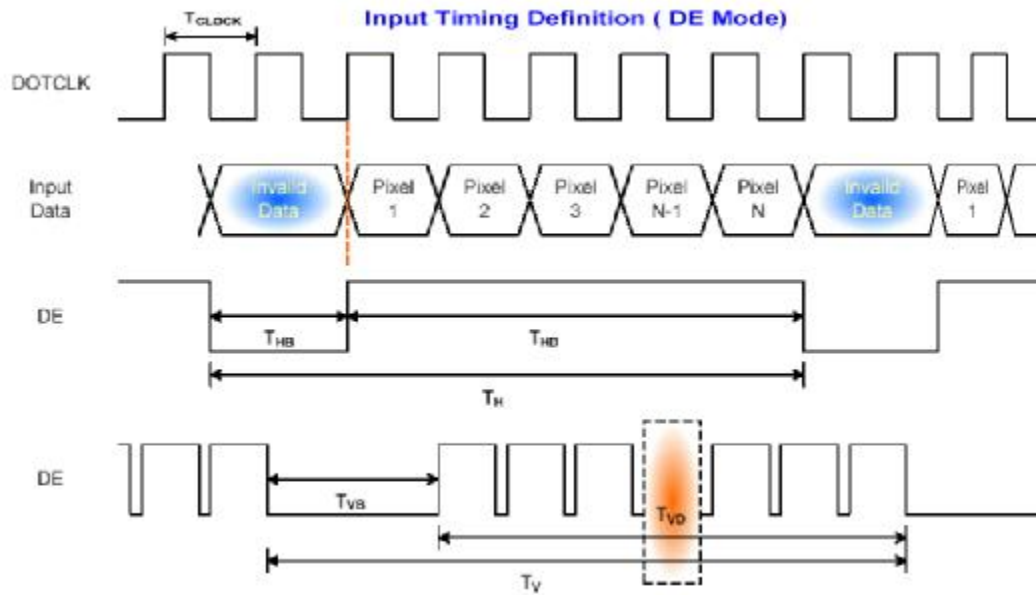 Input Timing Definition ( DE Mode)
T CLOCK
DOTCLK
Input
Data
Invalid
Data
Pixel
1
Pixel
2
Pixel
3
Pixel
N-1
Pixel
N
Invalid
Data
Pixel
1
DE
THB
THD
TH
DE
TVB
TVD
TV